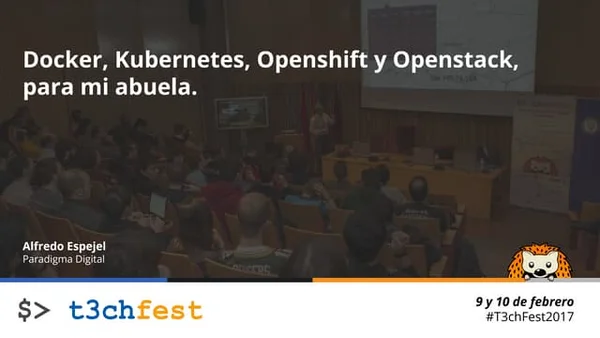 Docker, Kubernetes, Openshift y Openstack,
para mi abuela.
Alfredo Espejel
Paradigma Digital
$> t3chfest
9 y 10 de febrero
#T3chFest2017